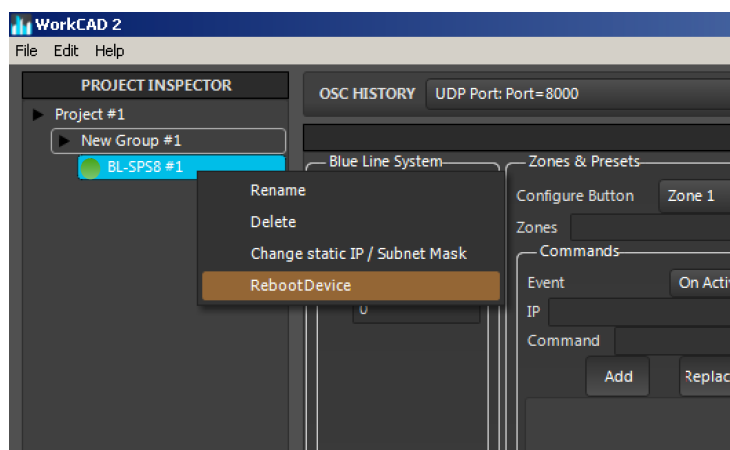 WorkCAD 2
File Edit Help
PROJECT INSPECTOR
Project #1
New Group #1
BL-SPS8 #1
Rename
Delete
Change static IP / Subnet Mask
RebootDevice
OSC HISTORY UDP Port: Port=8000
Blue Line System
0
Zones & Presets
Configure Button Zone 1
Zones
Commands
Event On Acti
IP
Command
Add Replac